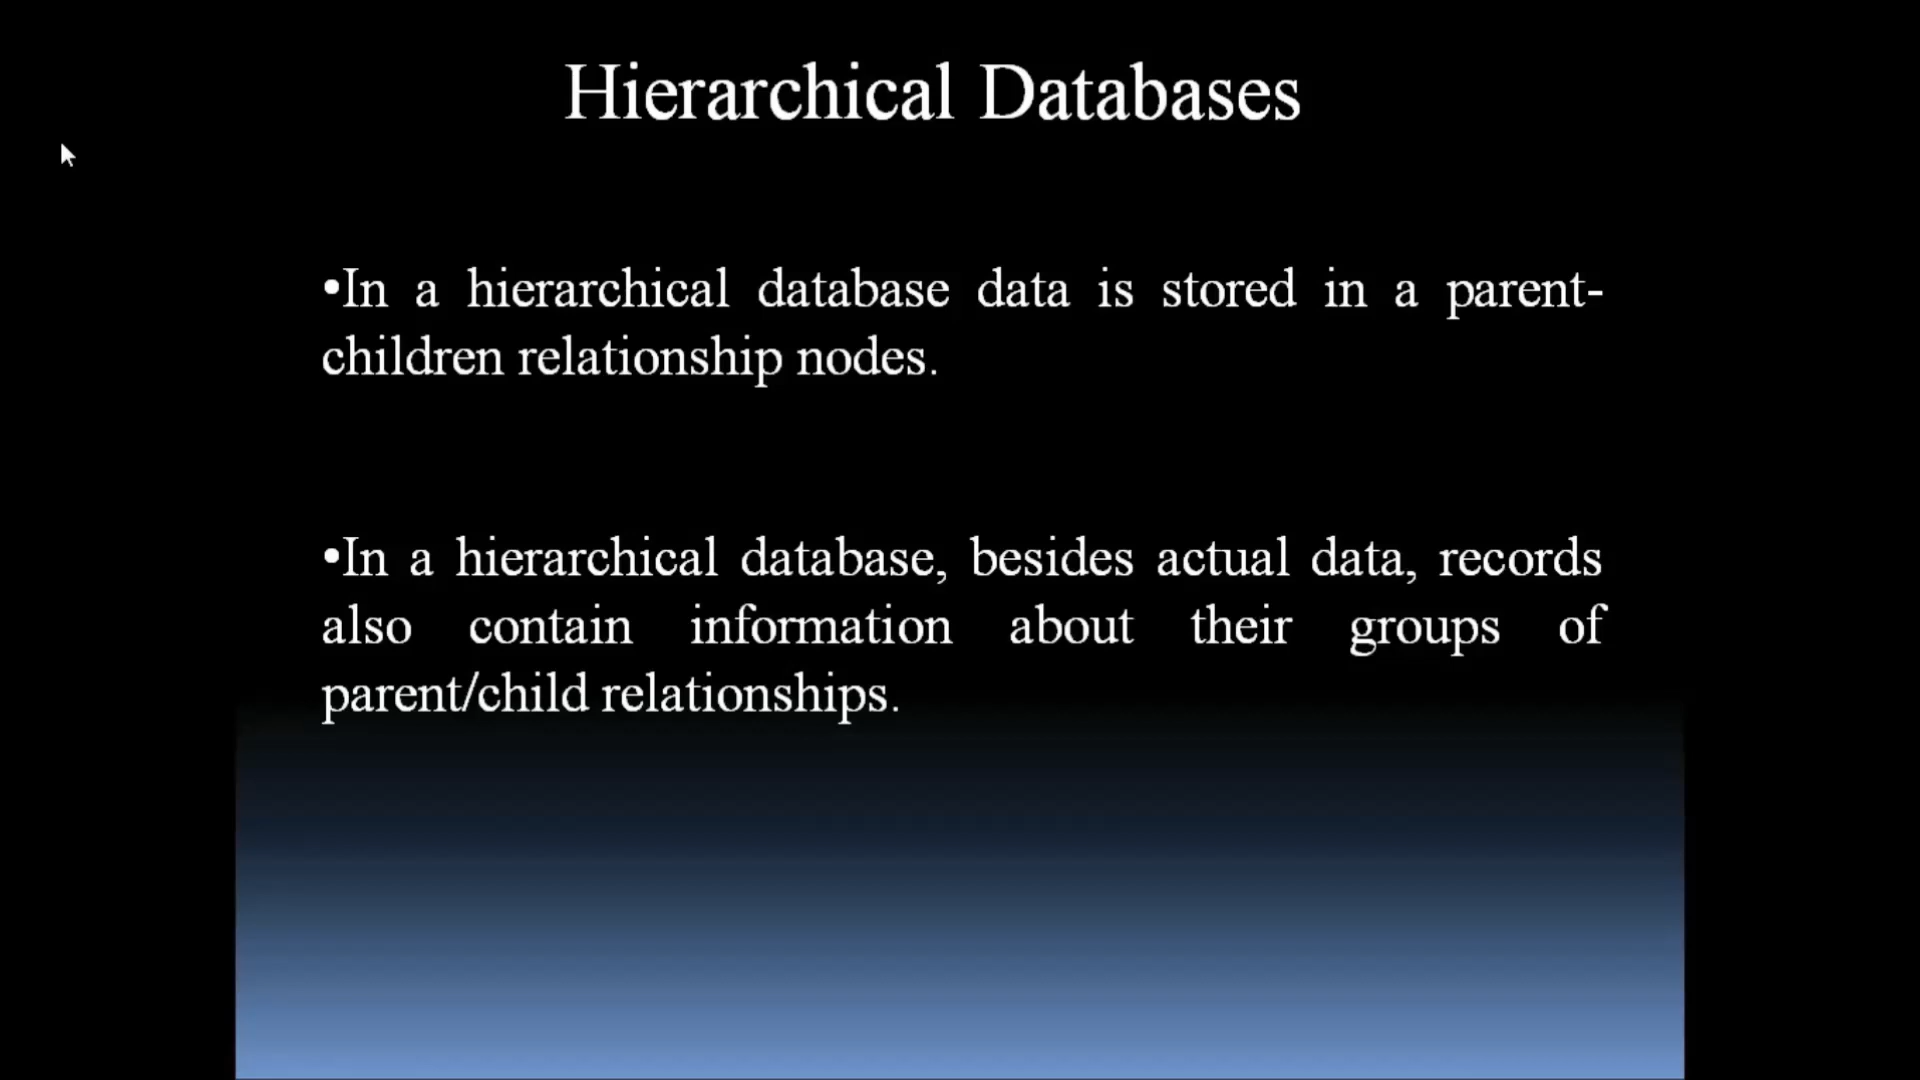 Hierarchical Databases
•In a hierarchical database data is stored in a parent-
children relationship nodes.
•In a hierarchical database, besides actual data, records
also contain information about their groups of
parent/child relationships.